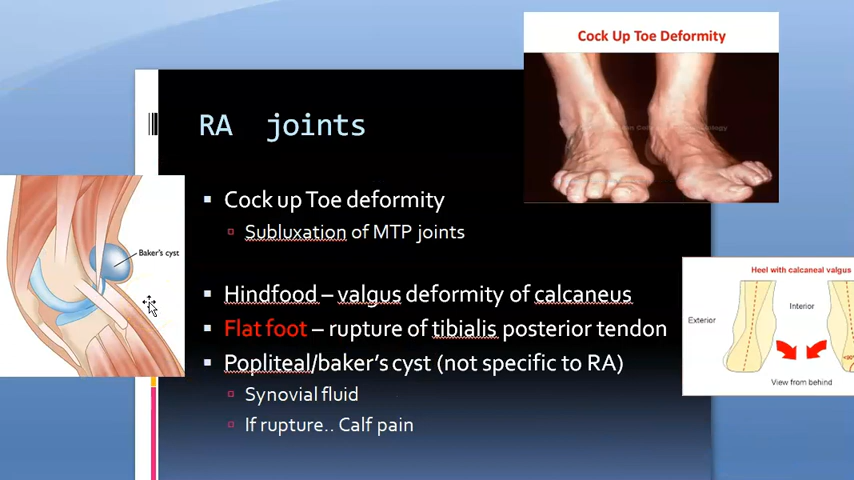 Cock Up Toe Deformity
RA joints
Cock up Toe deformity
Subluxation of MTP joints
Baker's cyst
Heel with calcaneal valgus
Hindfood – valgus deformity of calcaneus
Exterior
Interior
Flat foot – rupture of tibialis posterior tendon
Popliteal/baker's cyst (not specific to RA)
View from behind
Synovial fluid
If rupture.. Calf pain